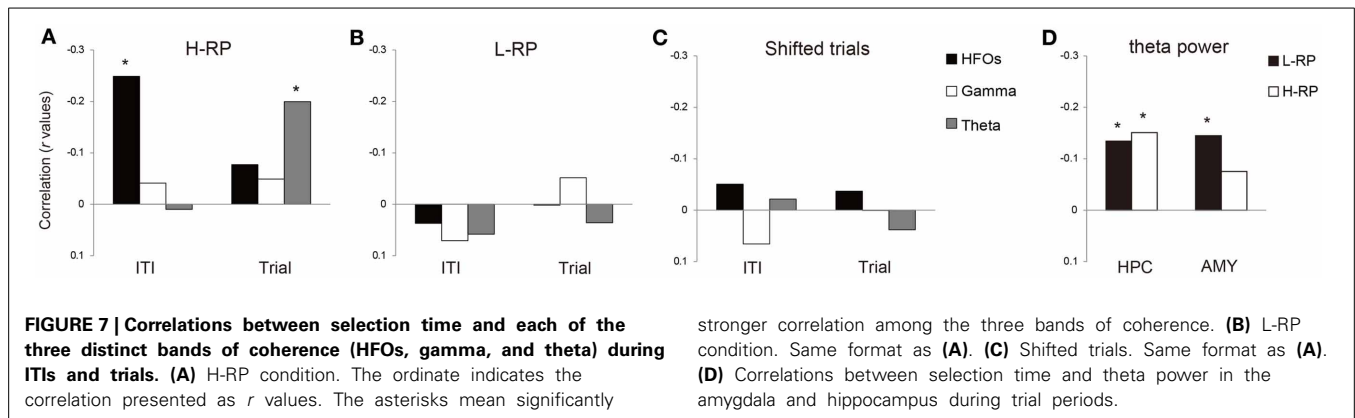 A
H-RP
Correlation (r values)
-0.3
-0.2
-0.1
0
0.1
*
*
ITI
Trial
B
L-RP
-0.3
-0.2
-0.1
0
0.1
ITI
Trial
C
Shifted trials
-0.3
-0.2
-0.1
0
0.1
HFOs
Gamma
Theta
ITI
Trial
D
theta power
-0.3
-0.2
-0.1
0
0.1
L-RP
H-RP
* * *
HPC
AMY
FIGURE 7 | Correlations between selection time and each of the
three distinct bands of coherence (HFOs, gamma, and theta) during
ITIs and trials. (A) H-RP condition. The ordinate indicates the
correlation presented as r values. The asterisks mean significantly
stronger correlation among the three bands of coherence. (B) L-RP
condition. Same format as (A). (C) Shifted trials. Same format as (A).
(D) Correlations between selection time and theta power in the
amygdala and hippocampus during trial periods.